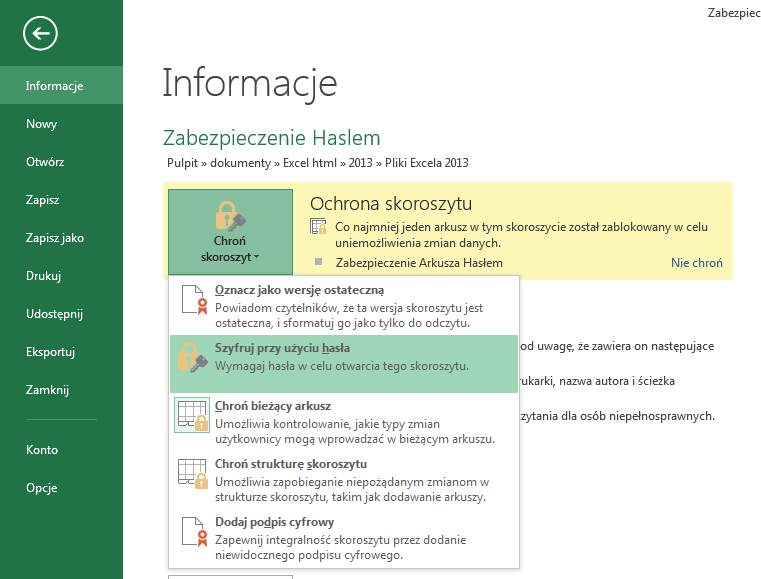 Zabezpiec
Informacje
Nowy
Otwórz
Zapisz
Zapisz jako
Drukuj
Udostępnij
Eksportuj
Zamknij
Konto
Opcje
Informacje
Zabezpieczenie Haslem
Pulpit » dokumenty » Excel html » 2013 » Pliki Excela 2013
Chroń
skoroszyt
Ochrona skoroszytu
Co najmniej jeden arkusz w tym skoroszycie został zablokowany w celu
uniemożliwienia zmian danych.
Zabezpieczenie Arkusza Hasłem
Nie chroń
Oznacz jako wersję ostateczną
Powiadom czytelników, że ta wersja skoroszytu jest
ostateczna, i sformatuj go jako tylko do odczytu.
Szyfruj przy użyciu hasła
Wymagaj hasła w celu otwarcia tego skoroszytu.
Chroń bieżący arkusz
Umożliwia kontrolowanie, jakie typy zmian
użytkownicy mogą wprowadzać w bieżącym arkuszu.
Chroń strukturę skoroszytu
Umożliwia zapobieganie niepożądanym zmianom w
strukturze skoroszytu, takim jak dodawanie arkuszy.
Dodaj podpis cyfrowy
Zapewnij integralność skoroszytu przez dodanie
niewidocznego podpisu cyfrowego.
od uwagę, że zawiera on następujące
rukarki, nazwa autora i ścieżka
zytania dla osób niepełnosprawnych.